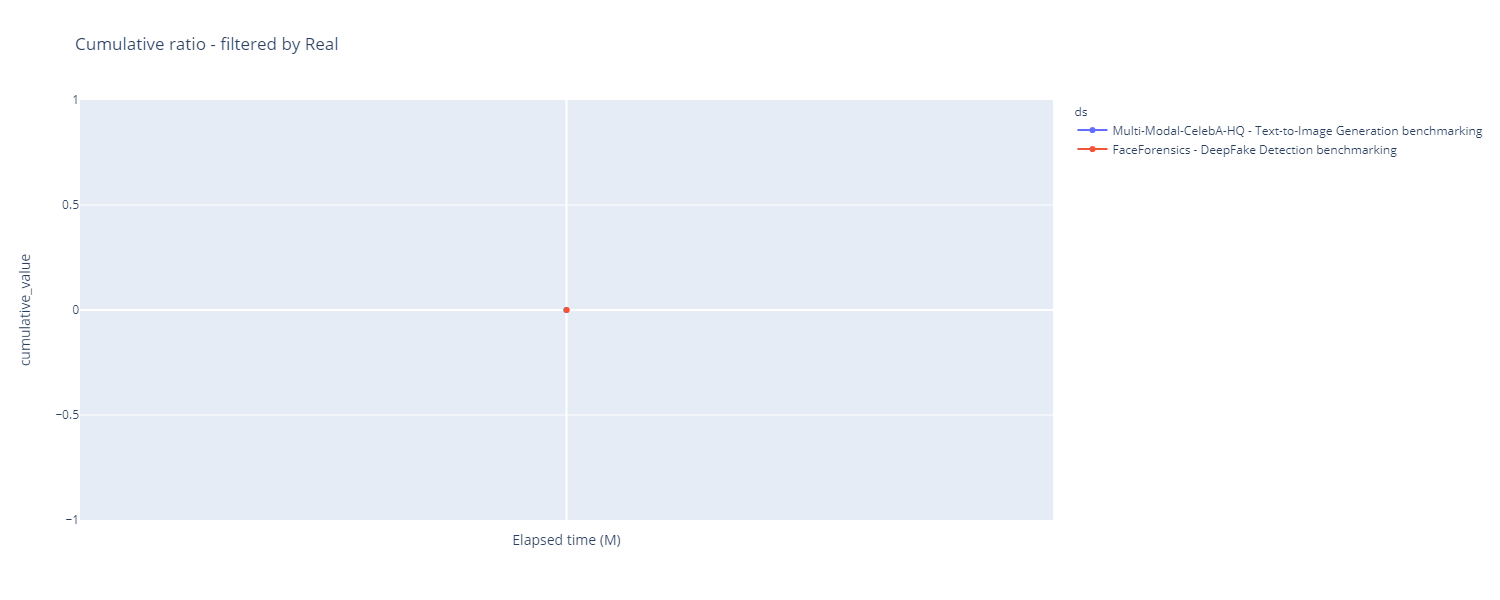 Cumulative ratio - filtered by Real
1
0.5
0
−0.5
−1
cumulative_value
Elapsed time (M)
ds
Multi-Modal-CelebA-HQ - Text-to-Image Generation benchmarking
FaceForensics - DeepFake Detection benchmarking